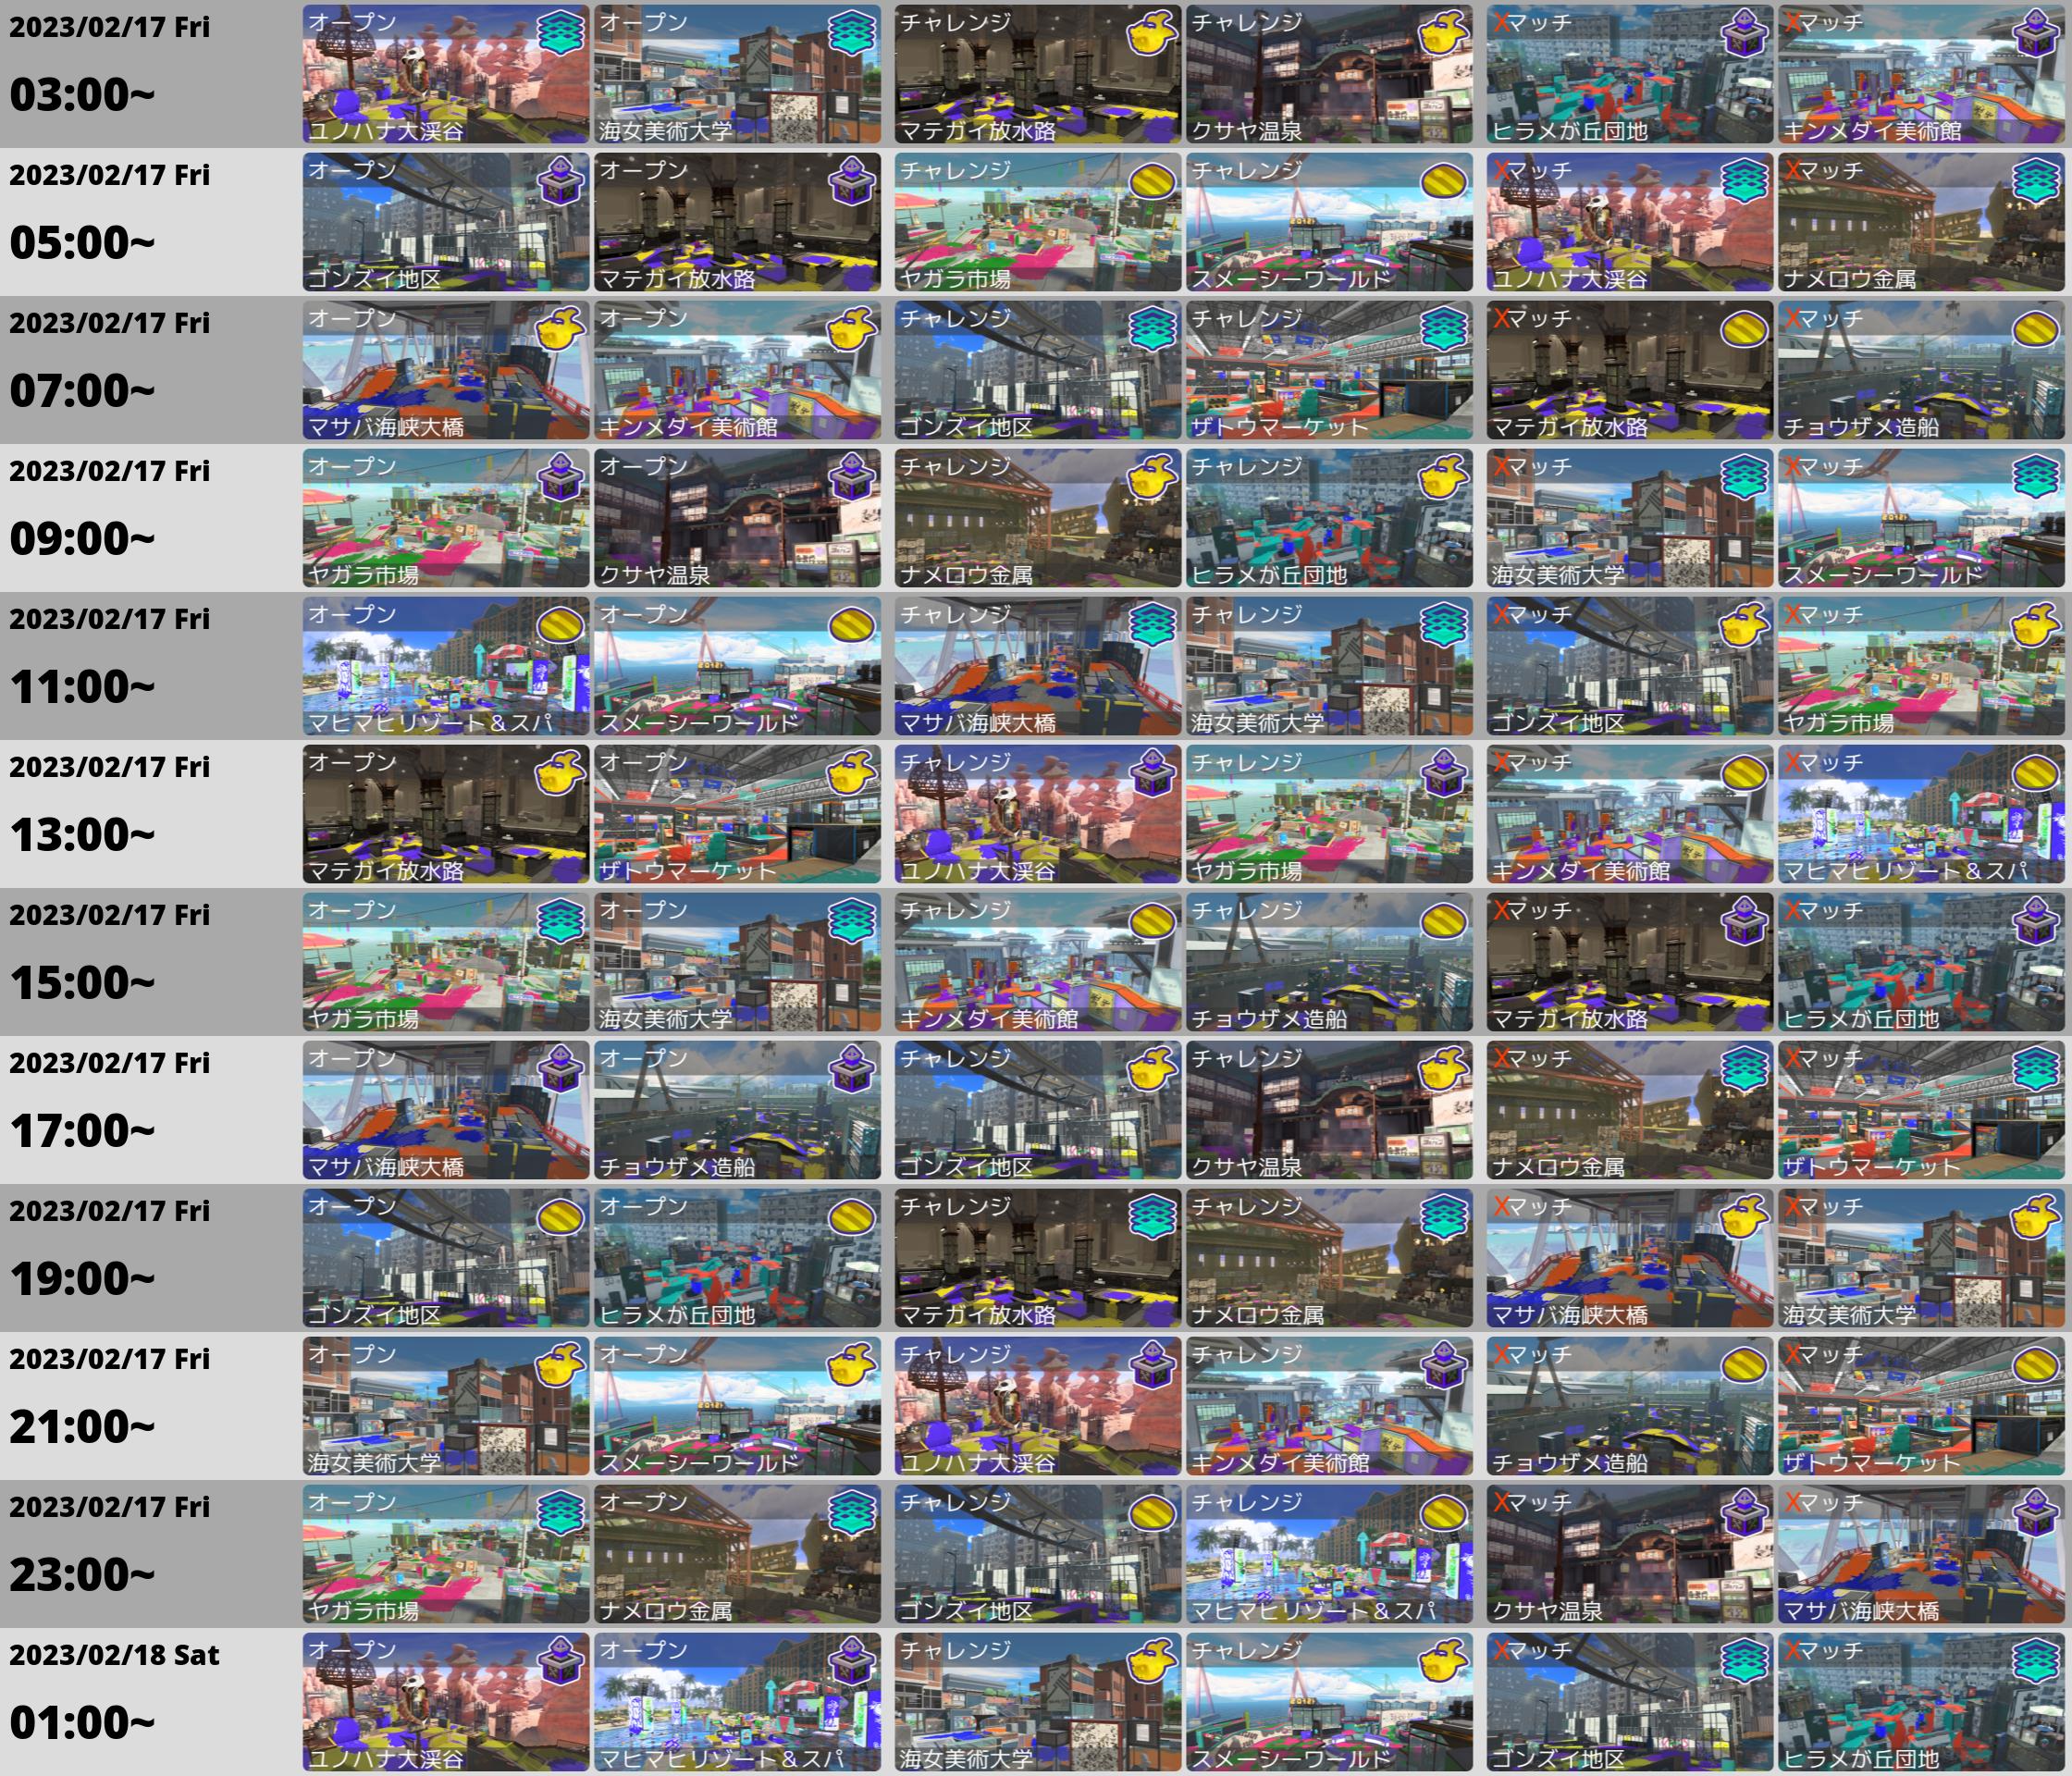 2023/02/17 Fri
03:00~
オープン オープン チャレンジ チャレンジ Xマッチ Xマッチ
ユノハナ大渓谷 海女美術大学 マテガイ放水路 クサヤ温泉 ヒラメが丘団地 キンメダイ美術館
2023/02/17 Fri
05:00~
オープン オープン チャレンジ チャレンジ Xマッチ Xマッチ
ゴンズイ地区 マテガイ放水路 ヤガラ市場 スメーシーワールド ユノハナ大渓谷 ナメロウ金属
2023/02/17 Fri
07:00~
オープン オープン チャレンジ チャレンジ Xマッチ Xマッチ
マサバ海峡大橋 キンメダイ美術館 ゴンズイ地区 ザトウマーケット マテガイ放水路 チョウザメ造船
2023/02/17 Fri
09:00~
オープン オープン チャレンジ チャレンジ Xマッチ Xマッチ
ヤガラ市場 クサヤ温泉 ナメロウ金属 ヒラメが丘団地 海女美術大学 スメーシーワールド
2023/02/17 Fri
11:00~
オープン オープン チャレンジ チャレンジ Xマッチ Xマッチ
マヒマヒリゾート＆スパ スメーシーワールド マサバ海峡大橋 海女美術大学 ゴンズイ地区 ヤガラ市場
2023/02/17 Fri
13:00~
オープン オープン チャレンジ チャレンジ Xマッチ Xマッチ
マテガイ放水路 ザトウマーケット ユノハナ大渓谷 ヤガラ市場 キンメダイ美術館 マヒマヒリゾート＆スパ
2023/02/17 Fri
15:00~
オープン オープン チャレンジ チャレンジ Xマッチ Xマッチ
ヤガラ市場 海女美術大学 キンメダイ美術館 チョウザメ造船 マテガイ放水路 ヒラメが丘団地
2023/02/17 Fri
17:00~
オープン オープン チャレンジ チャレンジ Xマッチ Xマッチ
マサバ海峡大橋 チョウザメ造船 ゴンズイ地区 クサヤ温泉 ナメロウ金属 ザトウマーケット
2023/02/17 Fri
19:00~
オープン オープン チャレンジ チャレンジ Xマッチ Xマッチ
ゴンズイ地区 ヒラメが丘団地 マテガイ放水路 ナメロウ金属 マサバ海峡大橋 海女美術大学
2023/02/17 Fri
21:00~
オープン オープン チャレンジ チャレンジ Xマッチ Xマッチ
海女美術大学 スメーシーワールド ユノハナ大渓谷 キンメダイ美術館 チョウザメ造船 ザトウマーケット
2023/02/17 Fri
23:00~
オープン オープン チャレンジ チャレンジ Xマッチ Xマッチ
ヤガラ市場 ナメロウ金属 ゴンズイ地区 マヒマヒリゾート＆スパ クサヤ温泉 マサバ海峡大橋
2023/02/18 Sat
01:00~
オープン オープン チャレンジ チャレンジ Xマッチ Xマッチ
ユノハナ大渓谷 マヒマヒリゾート＆スパ 海女美術大学 スメーシーワールド ゴンズイ地区 ヒラメが丘団地